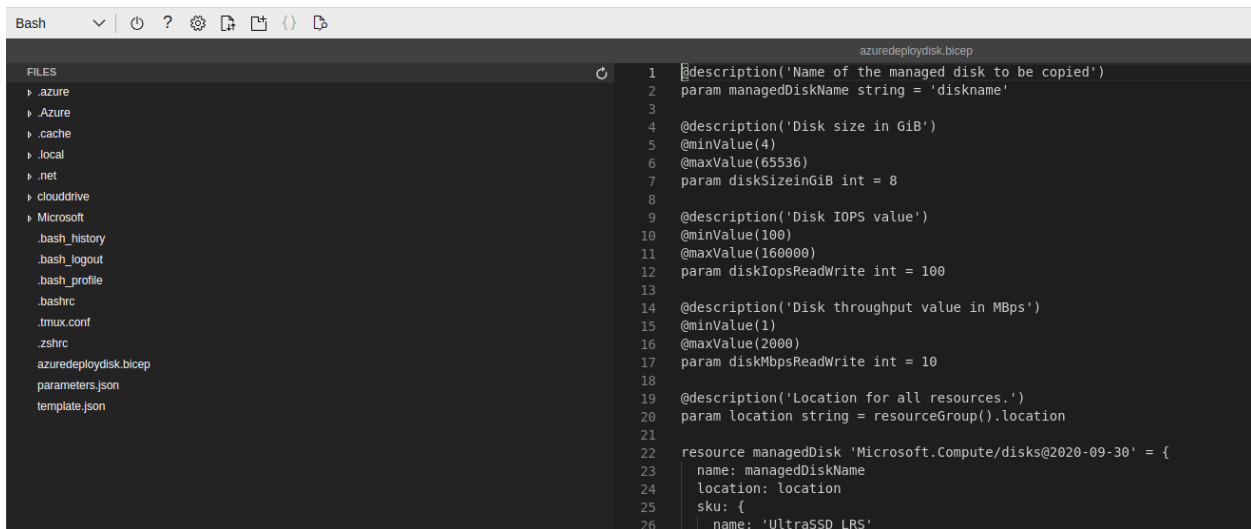 Bash
?
{}
azuredeploydisk.bicep
FILES
.azure
.Azure
.cache
.local
.net
clouddrive
Microsoft
.bash_history
.bash_logout
.bash_profile
.bashrc
.tmux.conf
.zshrc
azuredeploydisk.bicep
parameters.json
template.json
1 @description('Name of the managed disk to be copied')
2 param managedDiskName string = 'diskname'
3
4 @description('Disk size in GiB')
5 @minValue(4)
6 @maxValue(65536)
7 param diskSizeinGiB int = 8
8
9 @description('Disk IOPS value')
10 @minValue(100)
11 @maxValue(160000)
12 param diskIopsReadWrite int = 100
13
14 @description('Disk throughput value in MBps')
15 @minValue(1)
16 @maxValue(2000)
17 param diskMbpsReadWrite int = 10
18
19 @description('Location for all resources.')
20 param location string = resourceGroup().location
21
22 resource managedDisk 'Microsoft.Compute/disks@2020-09-30' = {
23 name: managedDiskName
24 location: location
25 sku: {
26 name: 'UltraSSD_LRS'